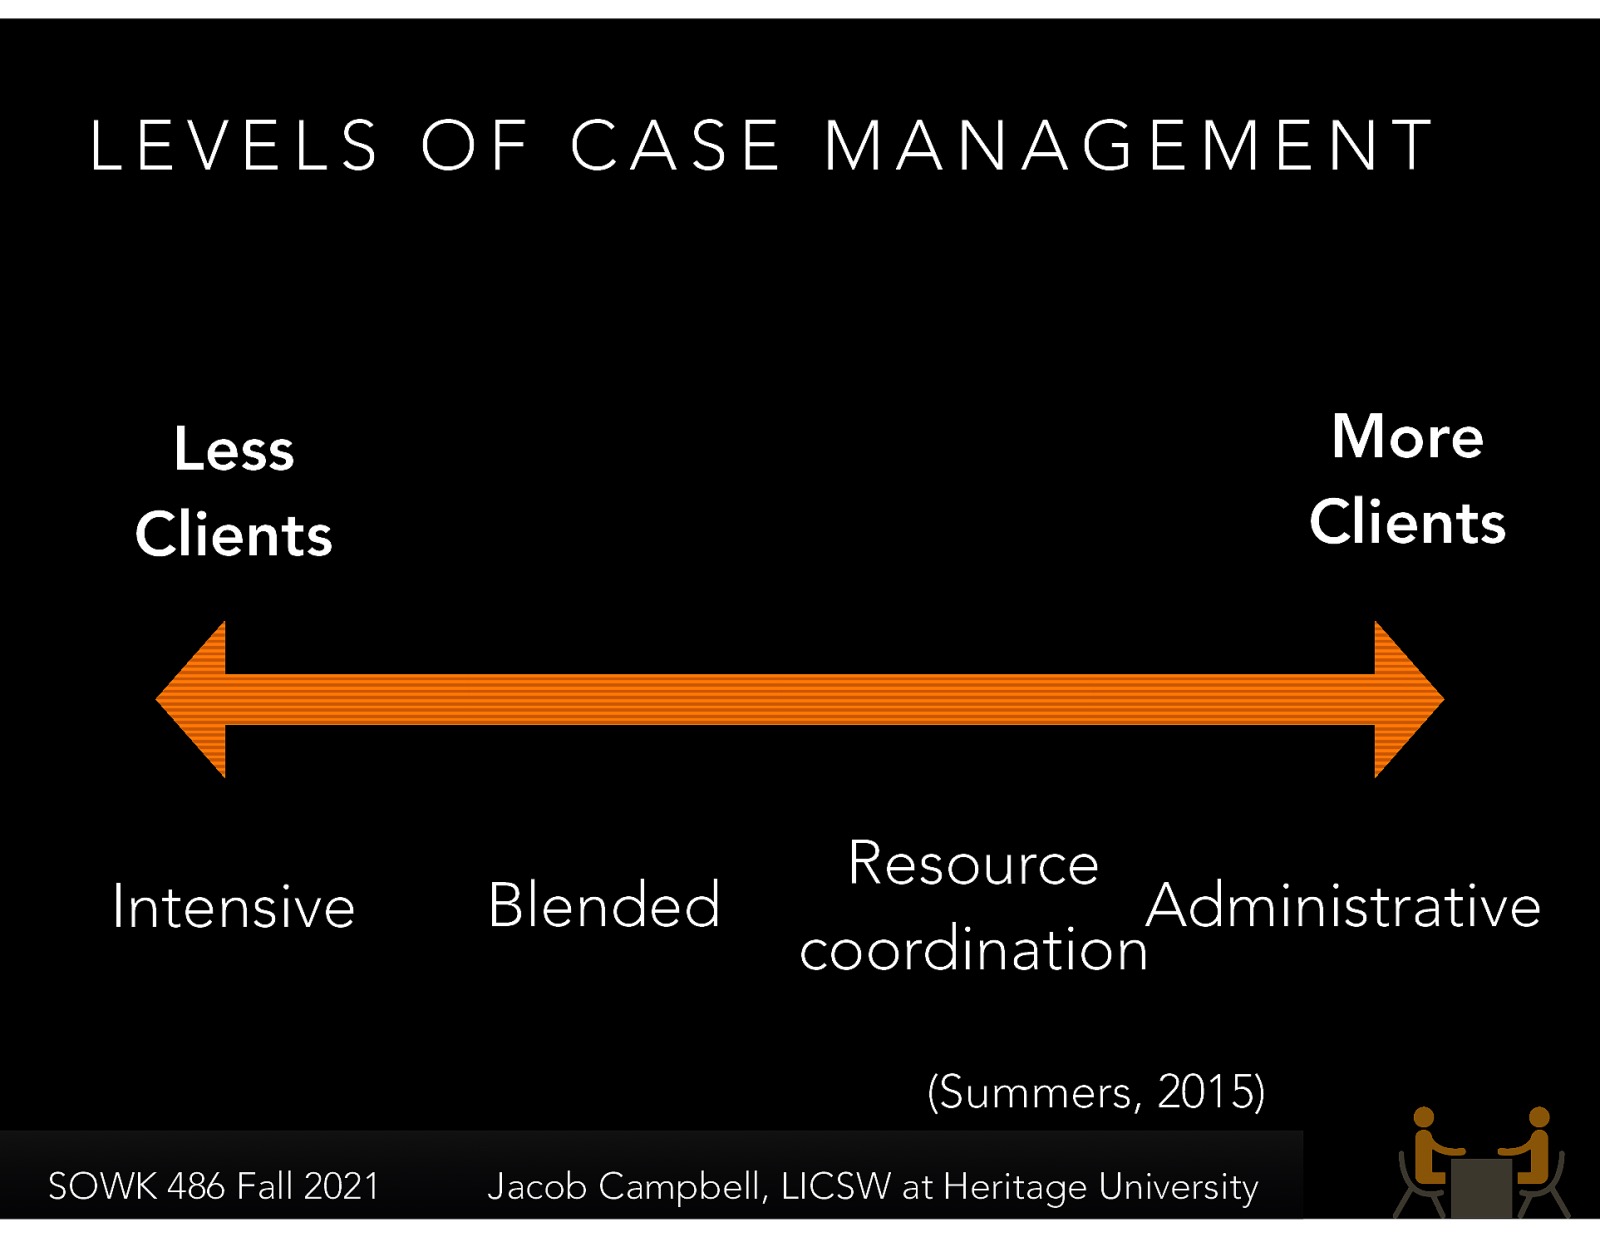 LEVELS OF CASE MANAGEMENT
Less
Clients
More
Clients
Intensive
Blended
Resource
coordination
Administrative
(Summers, 2015)
SOWK 486 Fall 2021
Jacob Campbell, LICSW at Heritage University